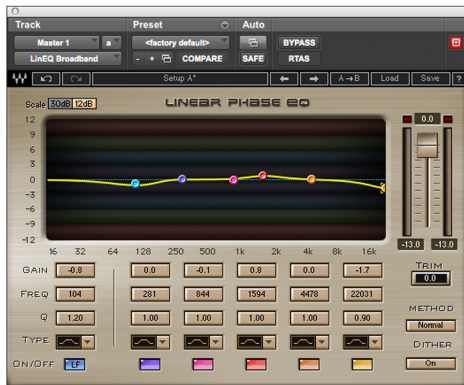 Track Preset Auto
Master 1 a <factory default> BYPASS
LinEQ Broadband - + COMPARE SAFE RTAS
Setup A* A→B Load Save ?
Scale 30dB 12dB LINEAR PHASE EQ 0.0
12
9
6
3
0
-3
-6
-9
-12
16 32 64 128 250 500 1k 2k 4k 8k 16k
-13.0 -13.0
GAIN -0.8 0.0 -0.1 0.8 0.0 -1.7
TRIM
0.0
FREQ 104 281 844 1594 4478 22031
Q 1.20 1.00 1.00 1.00 1.00 0.90
METHOD
Normal
TYPE
DITHER
ON/OFF LF On